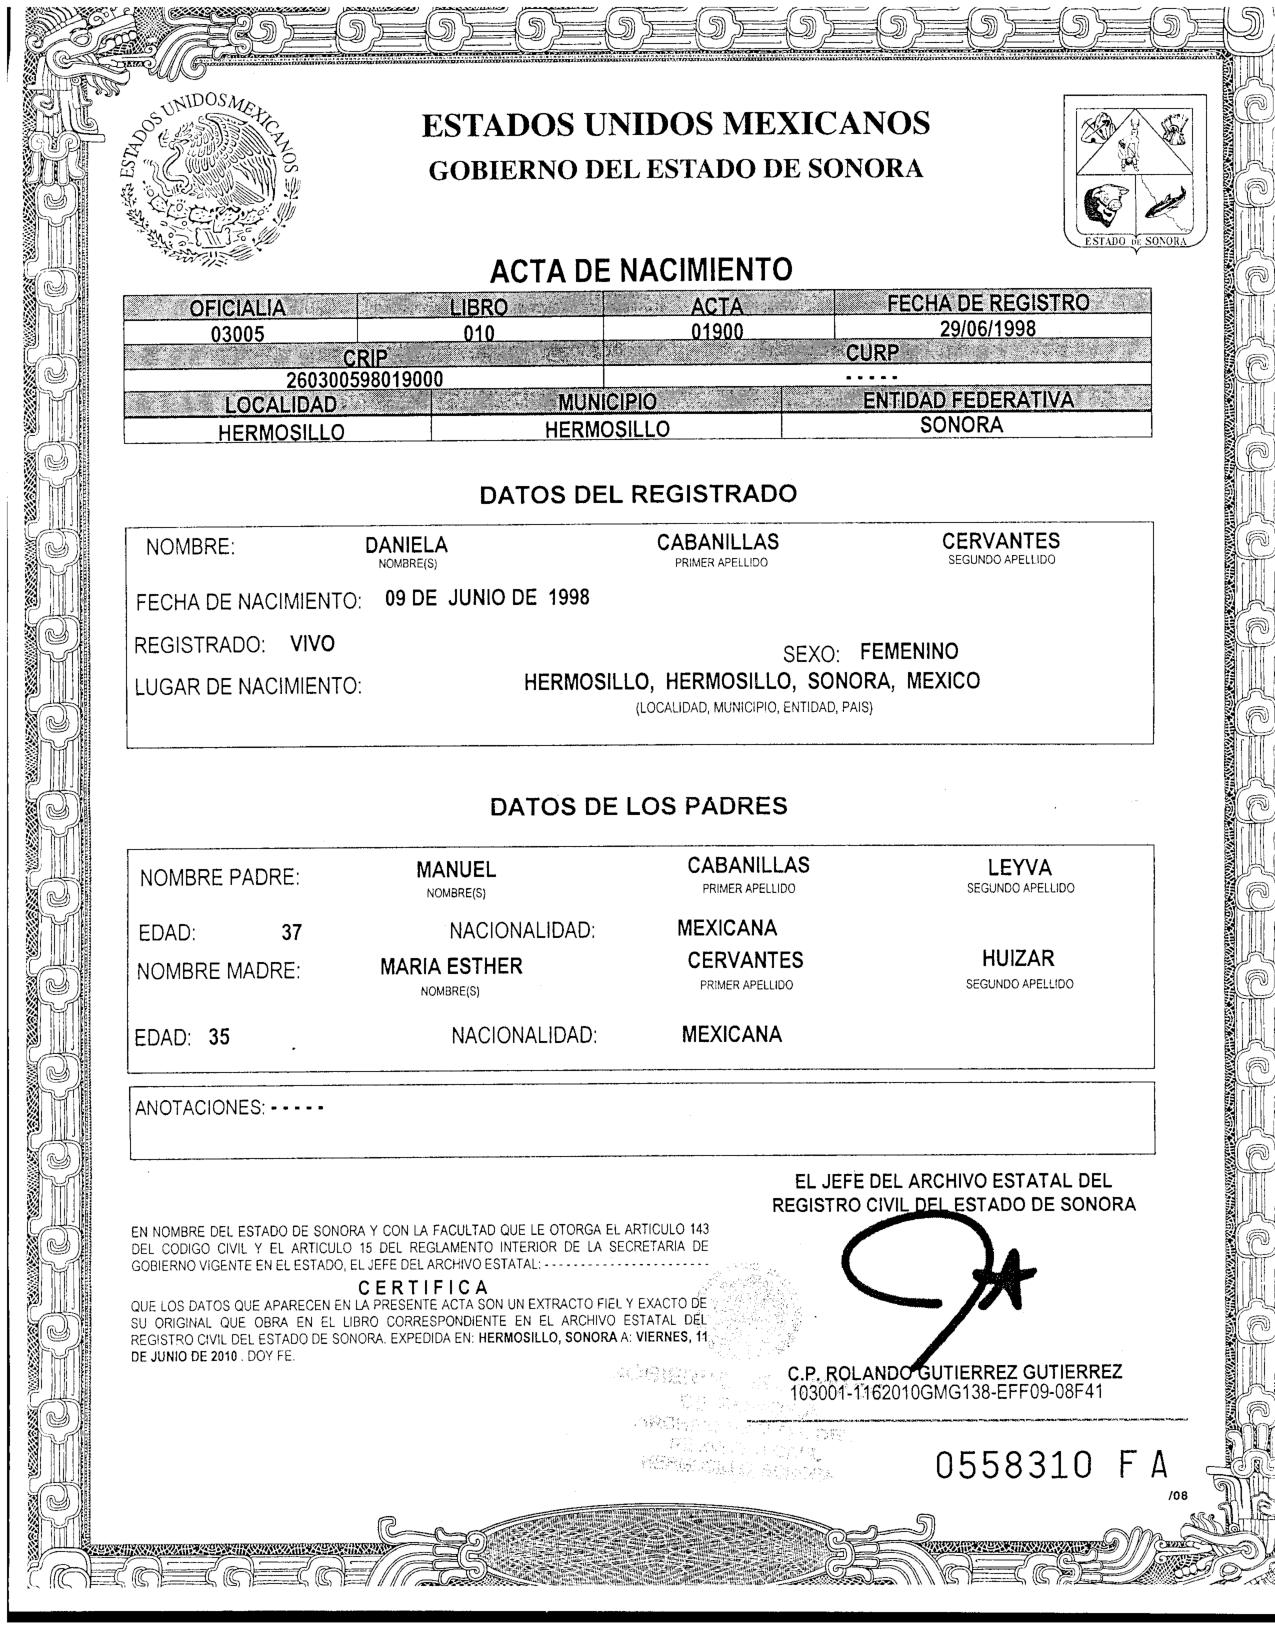 ESTADOS UNIDOS MEXICANOS
ESTADOS UNIDOS MEXICANOS
GOBIERNO DEL ESTADO DE SONORA
ESTADO DE SONORA
ACTA DE NACIMIENTO
OFICIALIA LIBRO ACTA FECHA DE REGISTRO
03005 010 01900 29/06/1998
CRIP CURP
260300598019000 - - - - -
LOCALIDAD MUNICIPIO ENTIDAD FEDERATIVA
HERMOSILLO HERMOSILLO SONORA
DATOS DEL REGISTRADO
NOMBRE: DANIELA CABANILLAS CERVANTES
NOMBRE(S) PRIMER APELLIDO SEGUNDO APELLIDO
FECHA DE NACIMIENTO: 09 DE JUNIO DE 1998
REGISTRADO: VIVO SEXO: FEMENINO
LUGAR DE NACIMIENTO: HERMOSILLO, HERMOSILLO, SONORA, MEXICO
(LOCALIDAD, MUNICIPIO, ENTIDAD, PAIS)
DATOS DE LOS PADRES
NOMBRE PADRE: MANUEL CABANILLAS LEYVA
NOMBRE(S) PRIMER APELLIDO SEGUNDO APELLIDO
EDAD: 37 NACIONALIDAD: MEXICANA
NOMBRE MADRE: MARIA ESTHER CERVANTES HUIZAR
NOMBRE(S) PRIMER APELLIDO SEGUNDO APELLIDO
EDAD: 35 NACIONALIDAD: MEXICANA
ANOTACIONES: - - - - -
EL JEFE DEL ARCHIVO ESTATAL DEL
REGISTRO CIVIL DEL ESTADO DE SONORA
EN NOMBRE DEL ESTADO DE SONORA Y CON LA FACULTAD QUE LE OTORGA EL ARTICULO 143
DEL CODIGO CIVIL Y EL ARTICULO 15 DEL REGLAMENTO INTERIOR DE LA SECRETARIA DE
GOBIERNO VIGENTE EN EL ESTADO, EL JEFE DEL ARCHIVO ESTATAL: - - - - - - - - - - - - - - - - - - - - - -
CERTIFICA
QUE LOS DATOS QUE APARECEN EN LA PRESENTE ACTA SON UN EXTRACTO FIEL Y EXACTO DE
SU ORIGINAL QUE OBRA EN EL LIBRO CORRESPONDIENTE EN EL ARCHIVO ESTATAL DEL
REGISTRO CIVIL DEL ESTADO DE SONORA. EXPEDIDA EN: HERMOSILLO, SONORA A: VIERNES, 11
DE JUNIO DE 2010 . DOY FE.
C.P. ROLANDO GUTIERREZ GUTIERREZ
103001-1162010GMG138-EFF09-08F41
HERMOSILLO SONORA
0558310 F A
/08